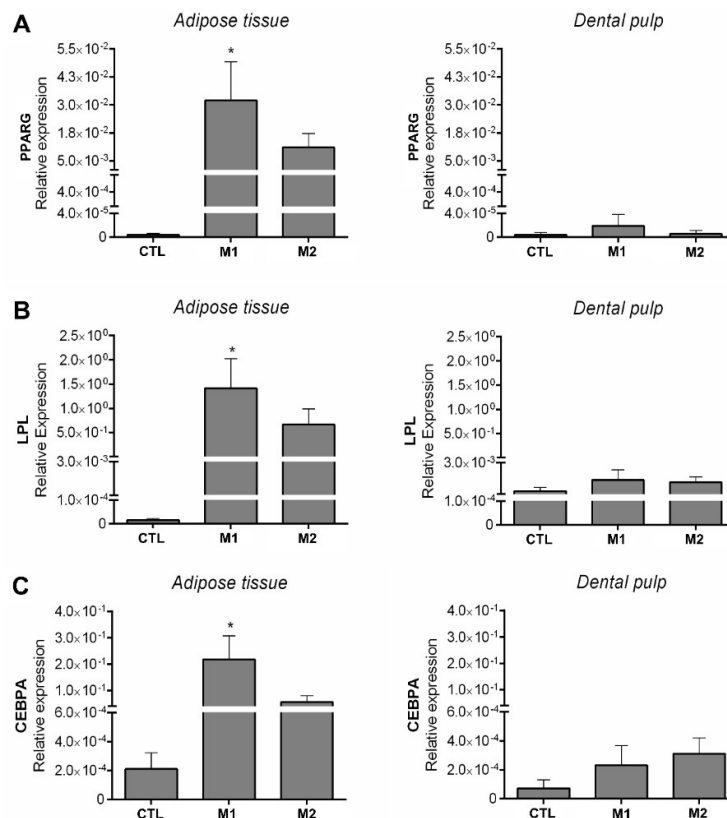 A
Adipose tissue
Dental pulp
PPARG
Relative expression
5.5×10⁻²
4.3×10⁻²
3.0×10⁻²
1.8×10⁻²
5.0×10⁻³
4.0×10⁻⁴
4.0×10⁻⁵
0
*
CTL M1 M2
PPARG
Relative expression
5.5×10⁻²
4.3×10⁻²
3.0×10⁻²
1.8×10⁻²
5.0×10⁻³
4.0×10⁻⁴
4.0×10⁻⁵
0
CTL M1 M2
B
Adipose tissue
Dental pulp
LPL
Relative Expression
2.5×10⁰
2.0×10⁰
1.5×10⁰
1.0×10⁰
5.0×10⁻¹
3.0×10⁻³
1.0×10⁻⁴
0
*
CTL M1 M2
LPL
Relative Expression
2.5×10⁰
2.0×10⁰
1.5×10⁰
1.0×10⁰
5.0×10⁻¹
3.0×10⁻³
1.0×10⁻⁴
0
CTL M1 M2
C
Adipose tissue
Dental pulp
CEBPA
Relative expression
4.0×10⁻¹
2.0×10⁻¹
1.0×10⁻¹
6.0×10⁻⁴
4.0×10⁻⁴
2.0×10⁻⁴
0
*
CTL M1 M2
CEBPA
Relative expression
4.0×10⁻¹
2.0×10⁻¹
1.0×10⁻¹
6.0×10⁻⁴
4.0×10⁻⁴
2.0×10⁻⁴
0
CTL M1 M2